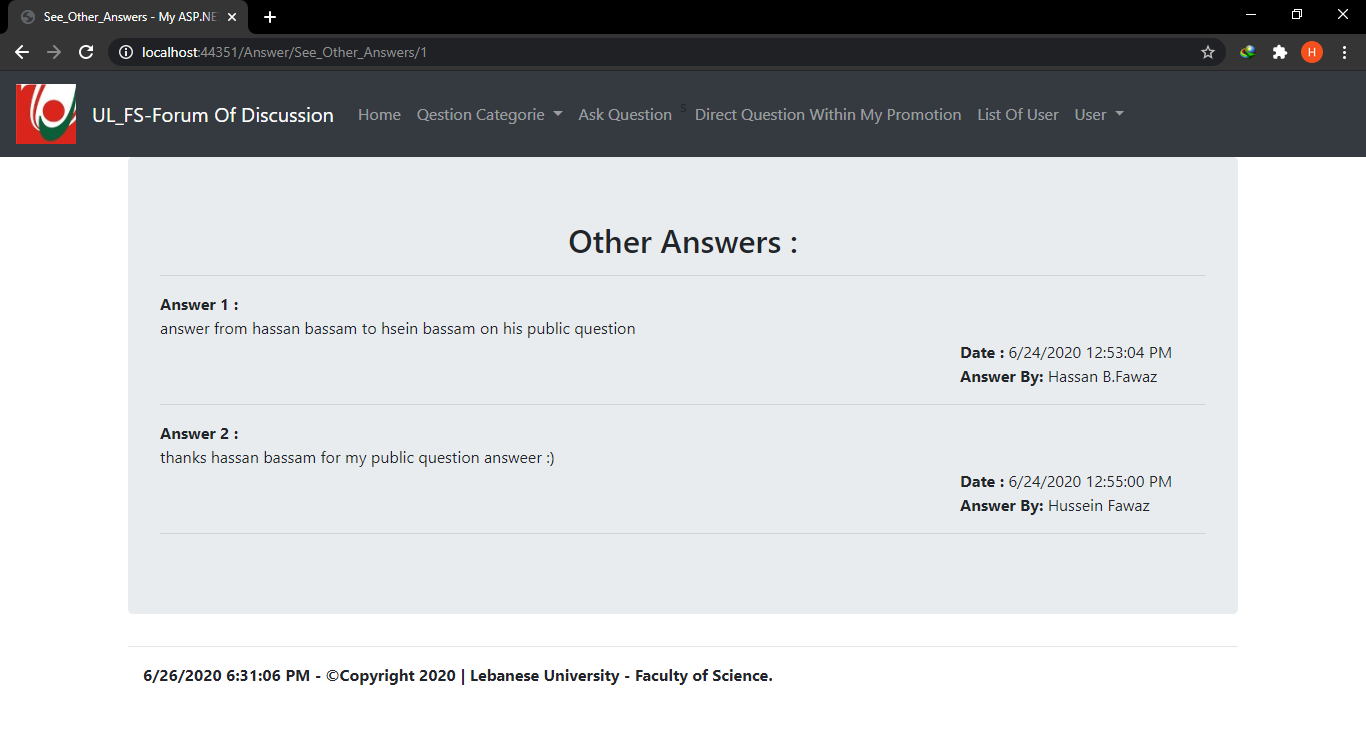 See_Other_Answers - My ASP.NE
localhost:44351/Answer/See_Other_Answers/1
H
UL_FS-Forum Of Discussion Home Qestion Categorie Ask Question s Direct Question Within My Promotion List Of User User
Other Answers :
Answer 1 :
answer from hassan bassam to hsein bassam on his public question
Date : 6/24/2020 12:53:04 PM
Answer By: Hassan B.Fawaz
Answer 2 :
thanks hassan bassam for my public question answeer :)
Date : 6/24/2020 12:55:00 PM
Answer By: Hussein Fawaz
6/26/2020 6:31:06 PM - ©Copyright 2020 | Lebanese University - Faculty of Science.